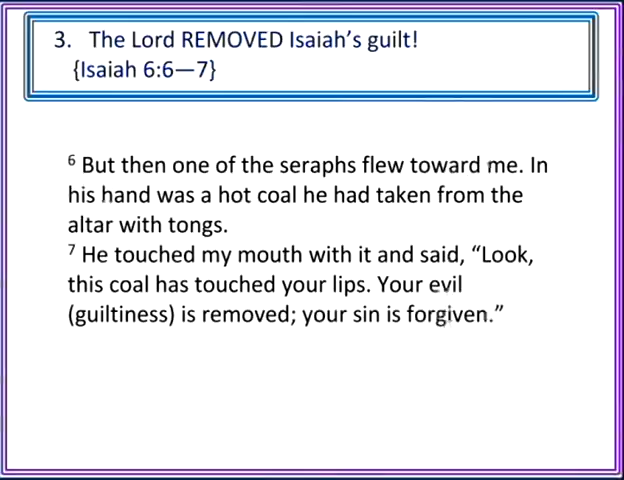 3. The Lord REMOVED Isaiah’s guilt!
{Isaiah 6:6—7}
⁶ But then one of the seraphs flew toward me. In
his hand was a hot coal he had taken from the
altar with tongs.
⁷ He touched my mouth with it and said, “Look,
this coal has touched your lips. Your evil
(guiltiness) is removed; your sin is forgiven.”